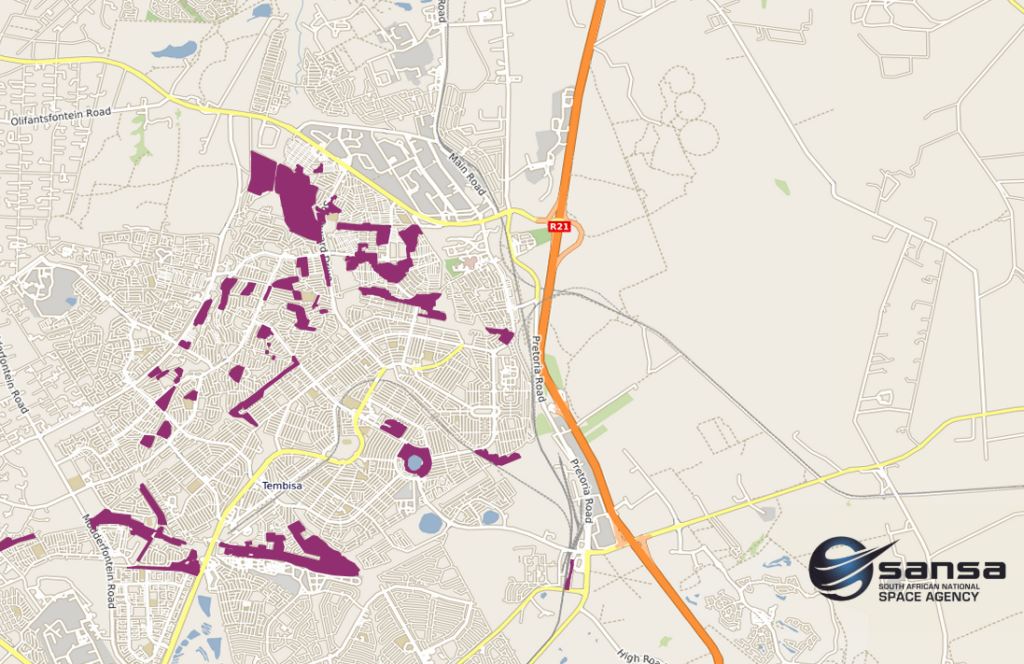 Road
Olifantsfontein Road
Main Road
R21
Pretoria Road
Tembisa
Pretoria Road
Modderfontein Road
sansa
SOUTH AFRICAN NATIONAL
SPACE AGENCY
High Roa